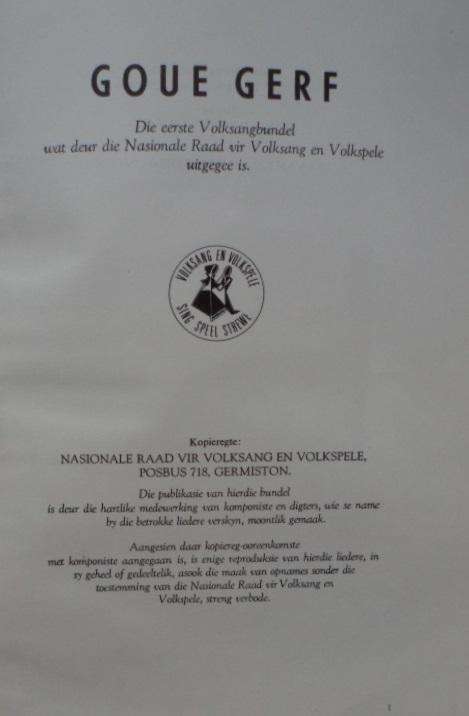 GOUE GERF
Die eerste Volksangbundel
wat deur die Nasionale Raad vir Volksang en Volkspele
uitgegee is.
VOLKSANG EN VOLKSPELE
SING SPEEL STREWE
Kopieregte:
NASIONALE RAAD VIR VOLKSANG EN VOLKSPELE,
POSBUS 718, GERMISTON.
Die publikasie van hierdie bundel
is deur die hartlike medewerking van komponiste en digters, wie se name
by die betrokke liedere verskyn, moontlik gemaak.
Aangesien daar kopiereg-ooreenkomste
met komponiste aangegaan is, is enige reproduksie van hierdie liedere, in
sy geheel of gedeeltelik, asook die maak van opnames sonder die
toestemming van die Nasionale Raad vir Volksang en
Volkspele, streng verbode.
1